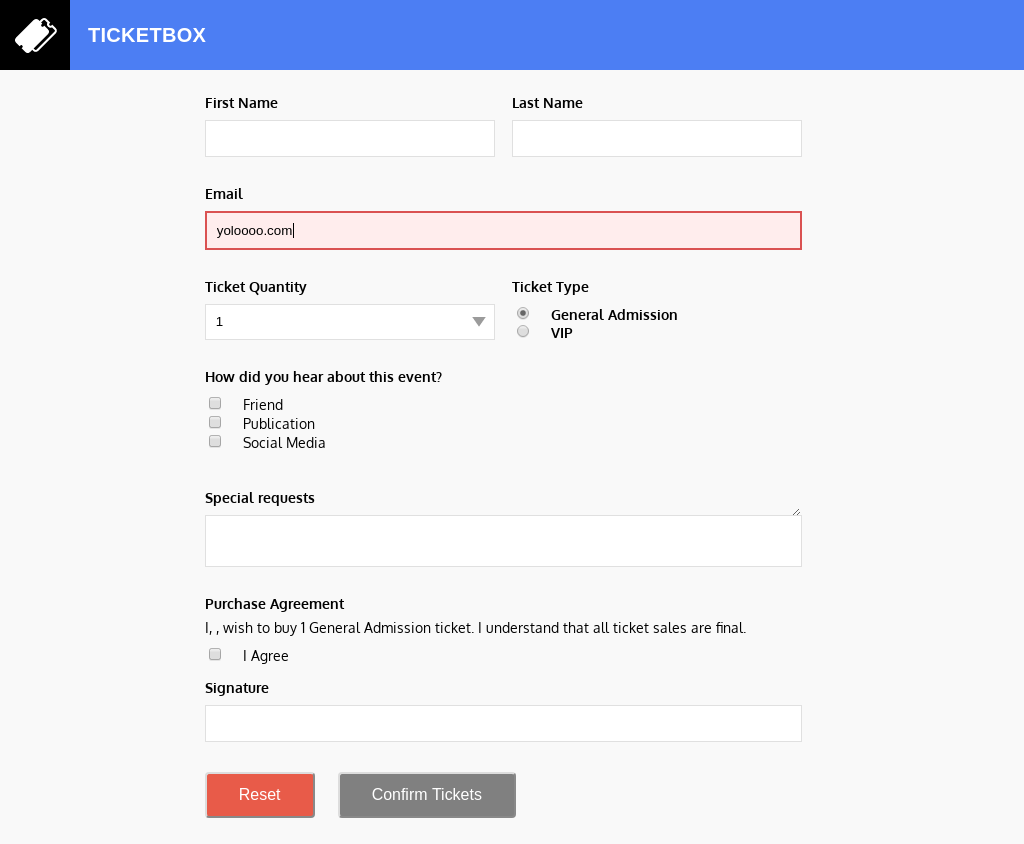 TICKETBOX
First Name
Last Name
Email
yoloooo.com
Ticket Quantity
Ticket Type
1
General Admission
VIP
How did you hear about this event?
Friend
Publication
Social Media
Special requests
Purchase Agreement
I, , wish to buy 1 General Admission ticket. I understand that all ticket sales are final.
I Agree
Signature
Reset
Confirm Tickets